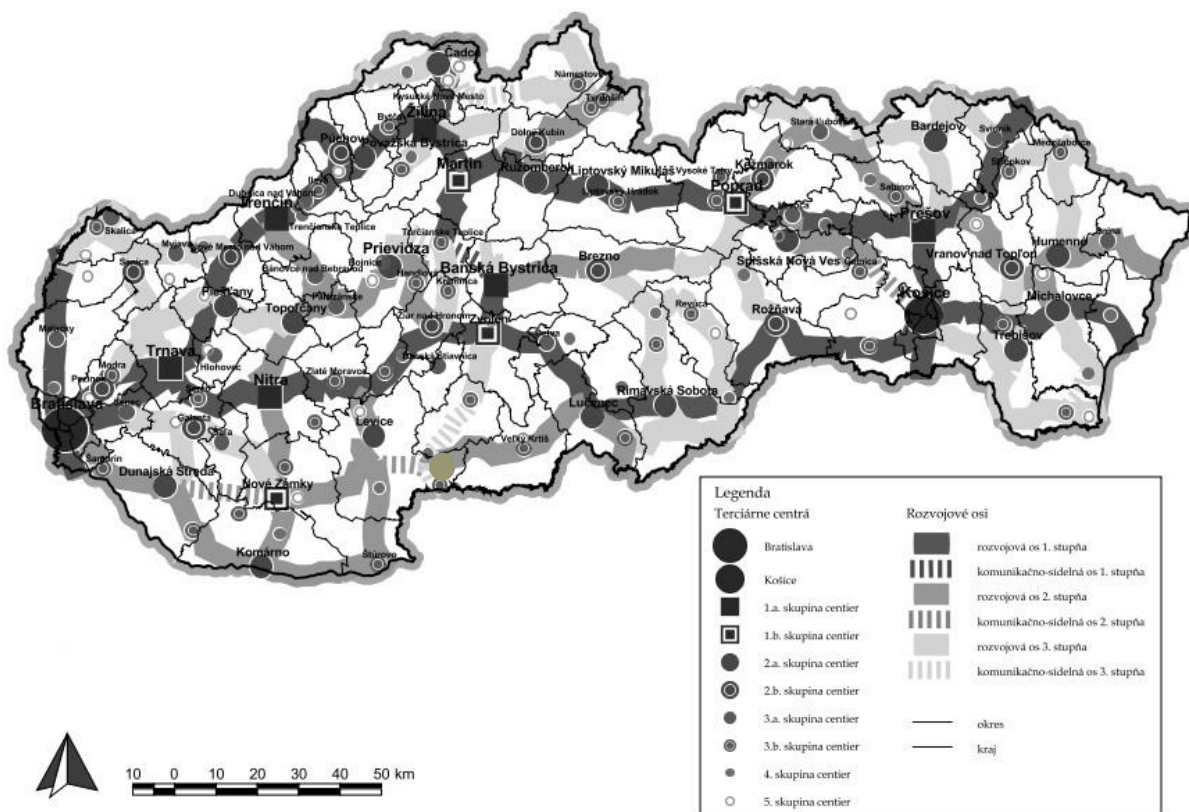 Čadca
Námestovo
Kysucké Nové Mesto
Tvrdošín
Žilina
Bytča
Dolný Kubín
Stará Ľubovňa
Bardejov
Svidník
Púchov
Považská Bystrica
Stropkov
Medzilaborce
Martin
Ružomberok
Liptovský Mikuláš
Vysoké Tatry
Kežmarok
Ilava
Dubnica nad Váhom
Liptovský Hrádok
Poprad
Sabinov
Trenčín
Prešov
Skalica
Trenčianske Teplice
Turčianske Teplice
Myjava
Nové Mesto nad Váhom
Prievidza
Humenné
Snina
Senica
Bánovce nad Bebravou
Bojnice
Handlová
Banská Bystrica
Brezno
Spišská Nová Ves
Gelnica
Vranov nad Topľou
Kremnica
Piešťany
Partizánske
Košice
Michalovce
Topoľčany
Žiar nad Hronom
Revúca
Rožňava
Malacky
Zvolen
Detva
Trebišov
Trnava
Banská Štiavnica
Modra
Hlohovec
Pezinok
Nitra
Zlaté Moravce
Rimavská Sobota
Sereď
Bratislava
Senec
Lučenec
Galanta
Šaľa
Levice
Veľký Krtíš
Šamorín
Dunajská Streda
Nové Zámky
Komárno
Štúrovo
Legenda
Terciárne centrá
Bratislava
Košice
1.a. skupina centier
1.b. skupina centier
2.a. skupina centier
2.b. skupina centier
3.a. skupina centier
3.b. skupina centier
4. skupina centier
5. skupina centier
Rozvojové osi
rozvojová os 1. stupňa
komunikačno-sídelná os 1. stupňa
rozvojová os 2. stupňa
komunikačno-sídelná os 2. stupňa
rozvojová os 3. stupňa
komunikačno-sídelná os 3. stupňa
okres
kraj
10 0 10 20 30 40 50 km